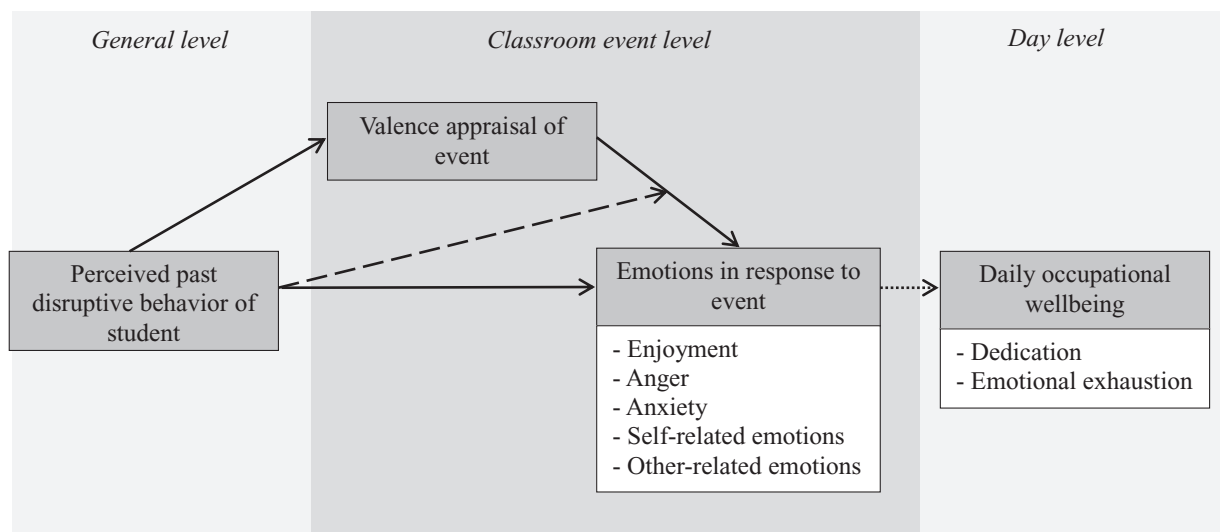 General level
Classroom event level
Day level
Valence appraisal of
event
Perceived past
disruptive behavior of
student
Emotions in response to
event
- Enjoyment
- Anger
- Anxiety
- Self-related emotions
- Other-related emotions
Daily occupational
wellbeing
- Dedication
- Emotional exhaustion